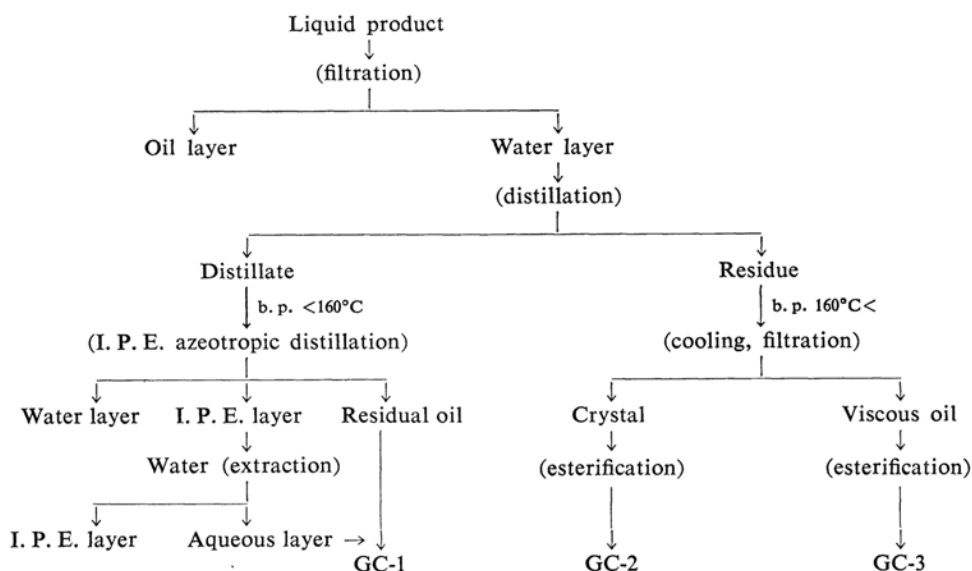 Liquid product
(filtration)
Oil layer
Water layer
(distillation)
Distillate
Residue
b. p. <160°C
b. p. 160°C<
(I. P. E. azeotropic distillation)
(cooling, filtration)
Water layer
I. P. E. layer
Residual oil
Crystal
Viscous oil
Water (extraction)
(esterification)
(esterification)
I. P. E. layer
Aqueous layer →
GC-1
GC-2
GC-3